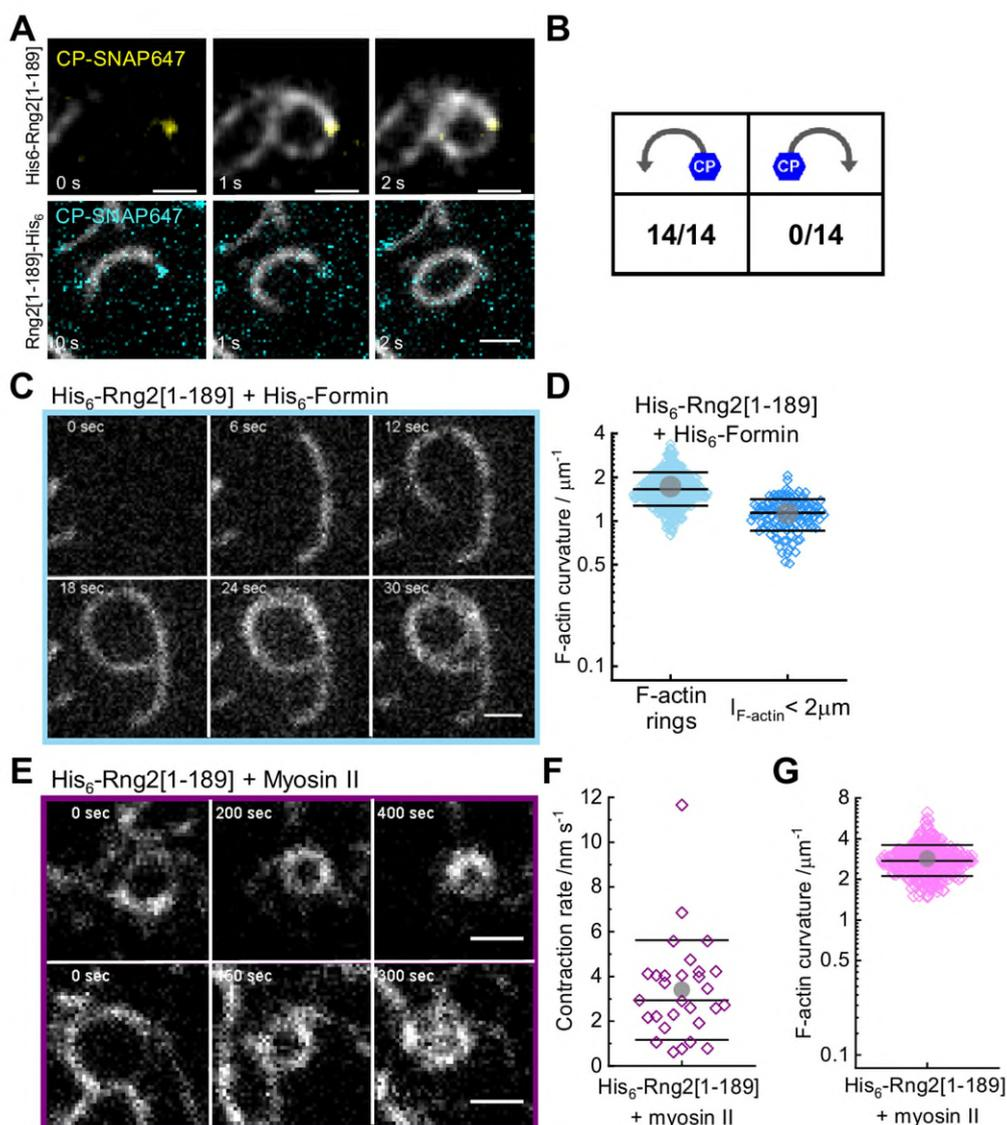 A
B
His6-Rng2[1-189]
CP-SNAP647
0 s
1 s
2 s
Rng2[1-189]-His₆
CP-SNAP647
0 s
1 s
2 s
CP
CP
14/14
0/14
C
His₆-Rng2[1-189] + His₆-Formin
0 sec
6 sec
12 sec
18 sec
24 sec
30 sec
D
His₆-Rng2[1-189]
+ His₆-Formin
F-actin curvature / μm⁻¹
4
2
1
0.5
0.1
F-actin
rings
l F-actin < 2μm
E
His₆-Rng2[1-189] + Myosin II
0 sec
200 sec
400 sec
0 sec
150 sec
300 sec
F
Contraction rate /nm s⁻¹
12
10
8
6
4
2
0
His₆-Rng2[1-189]
+ myosin II
G
F-actin curvature /μm⁻¹
8
4
2
1
0.5
0.1
His₆-Rng2[1-189]
+ myosin II